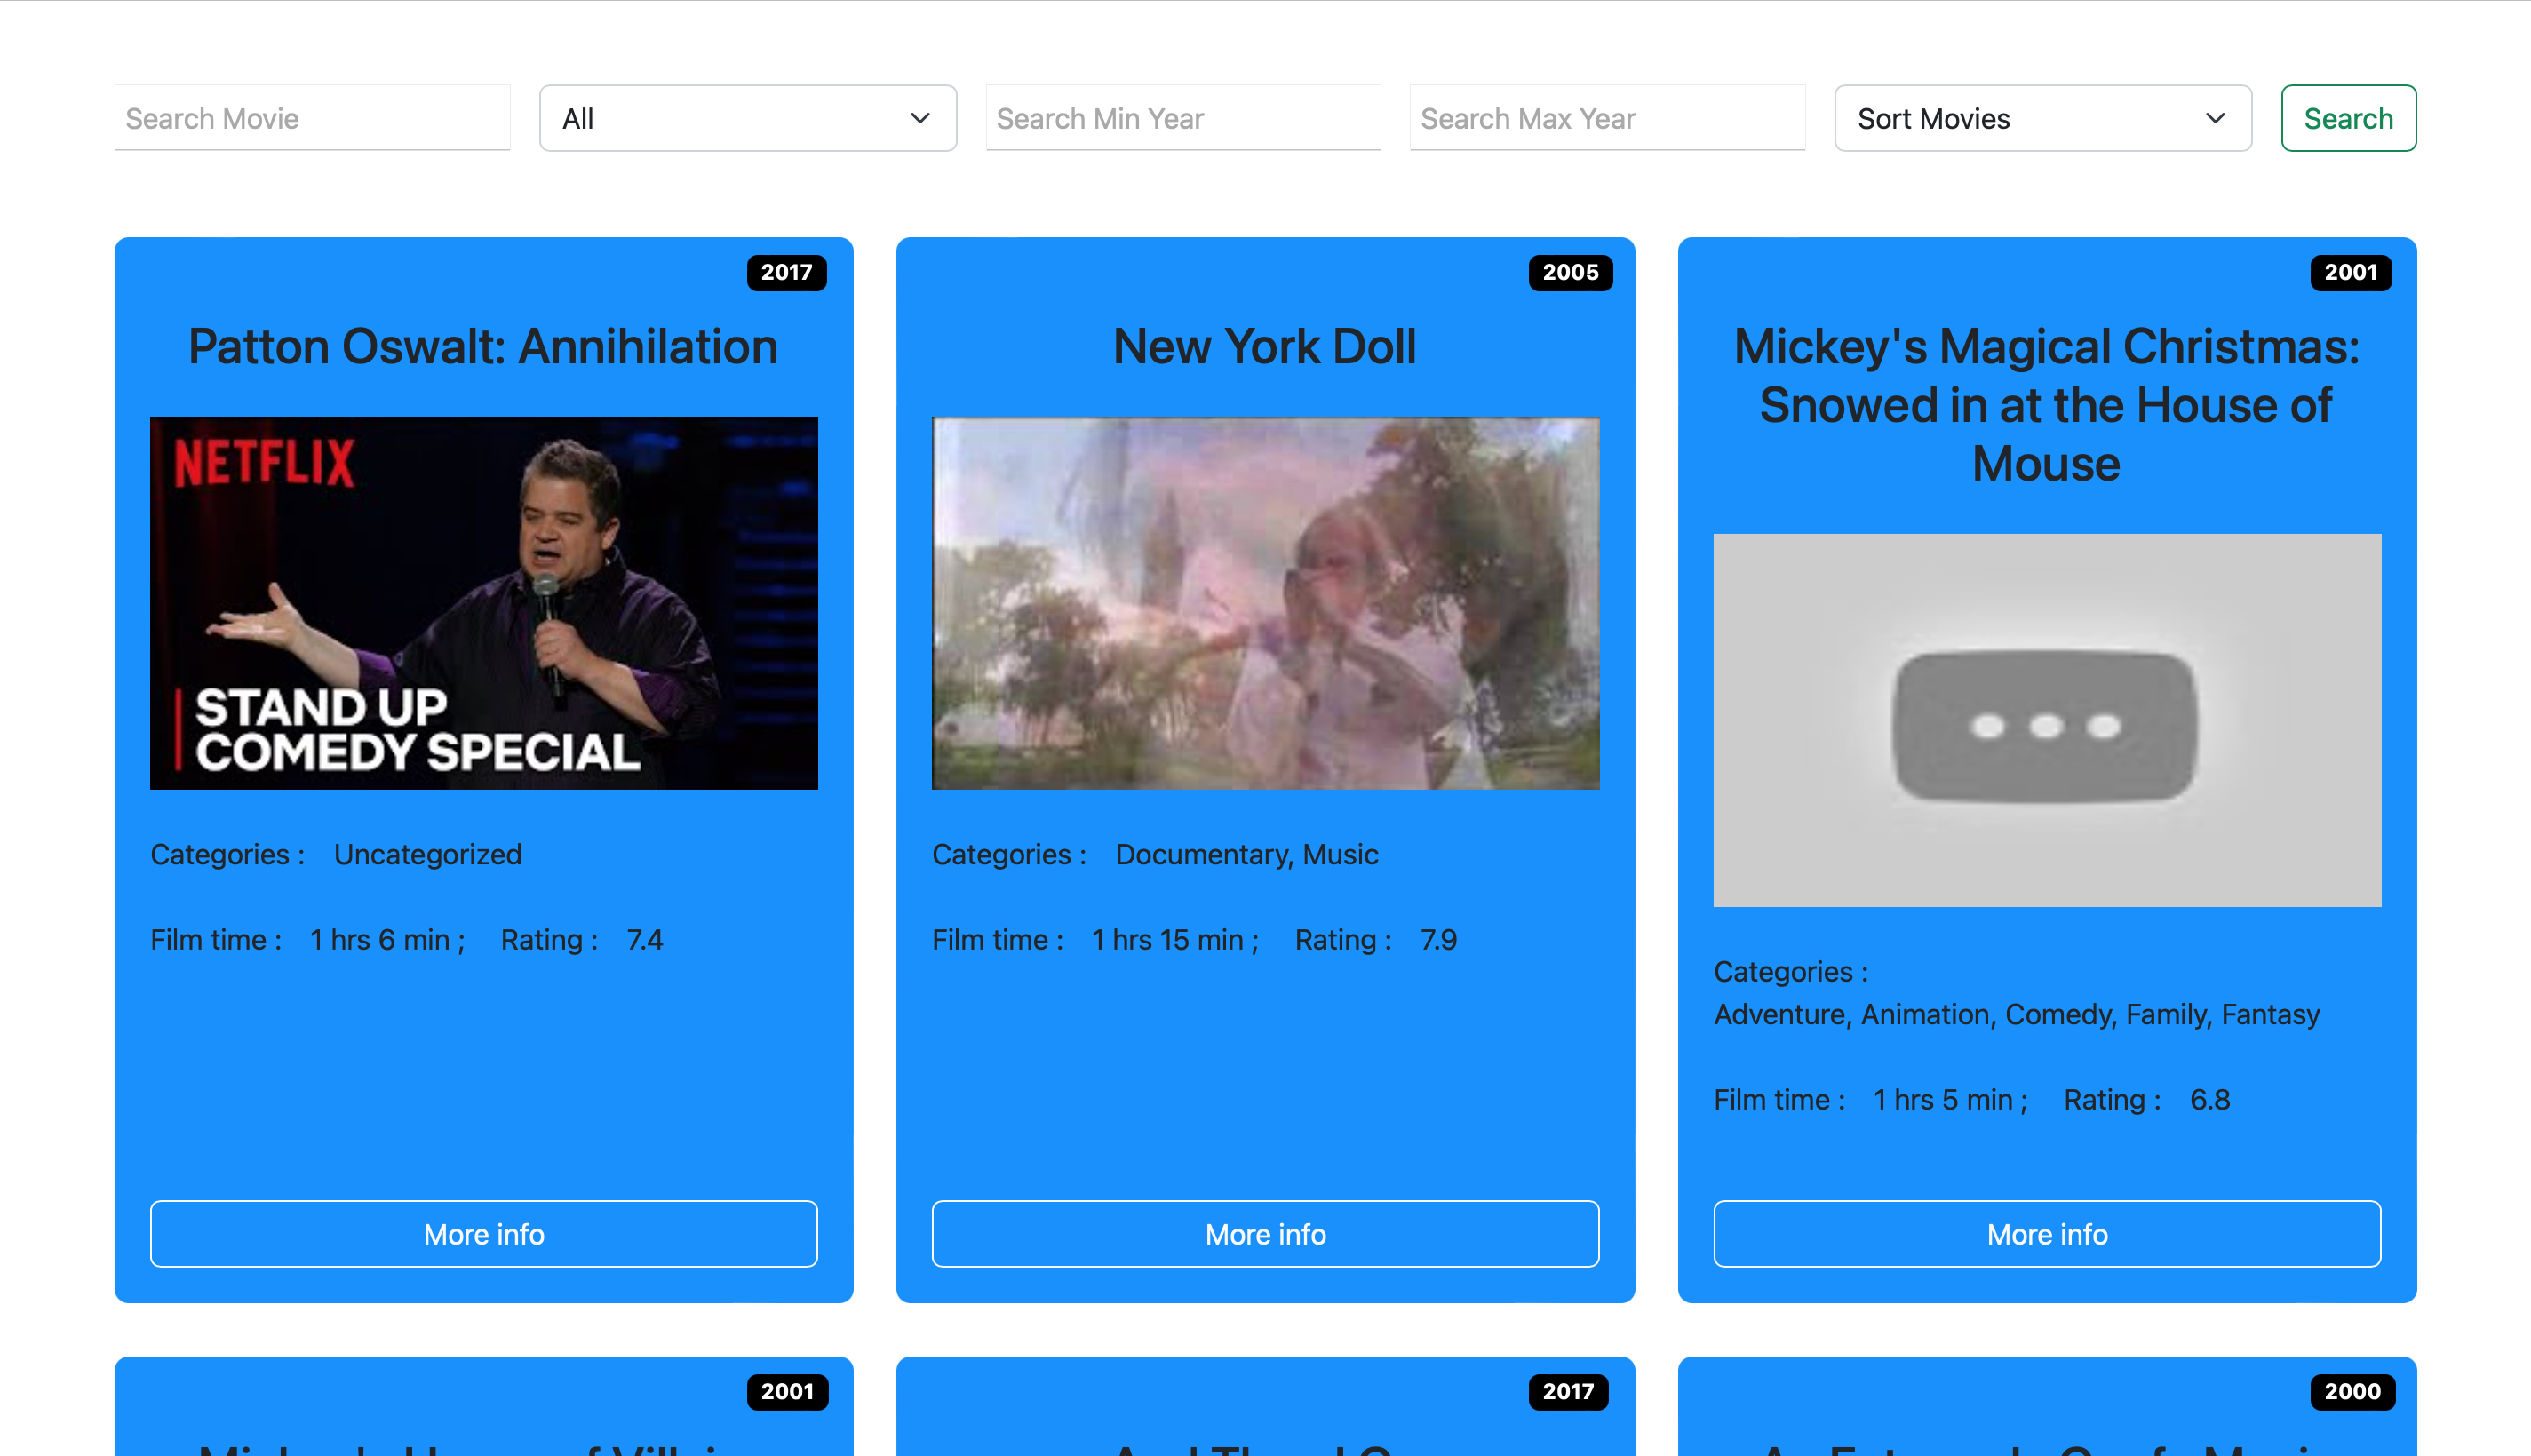 Search Movie All Search Min Year Search Max Year Sort Movies Search
2017
Patton Oswalt: Annihilation
NETFLIX
STAND UP
COMEDY SPECIAL
Categories : Uncategorized
Film time : 1 hrs 6 min ; Rating : 7.4
More info
2005
New York Doll
Categories : Documentary, Music
Film time : 1 hrs 15 min ; Rating : 7.9
More info
2001
Mickey's Magical Christmas:
Snowed in at the House of
Mouse
Categories :
Adventure, Animation, Comedy, Family, Fantasy
Film time : 1 hrs 5 min ; Rating : 6.8
More info
2001
2017
2000